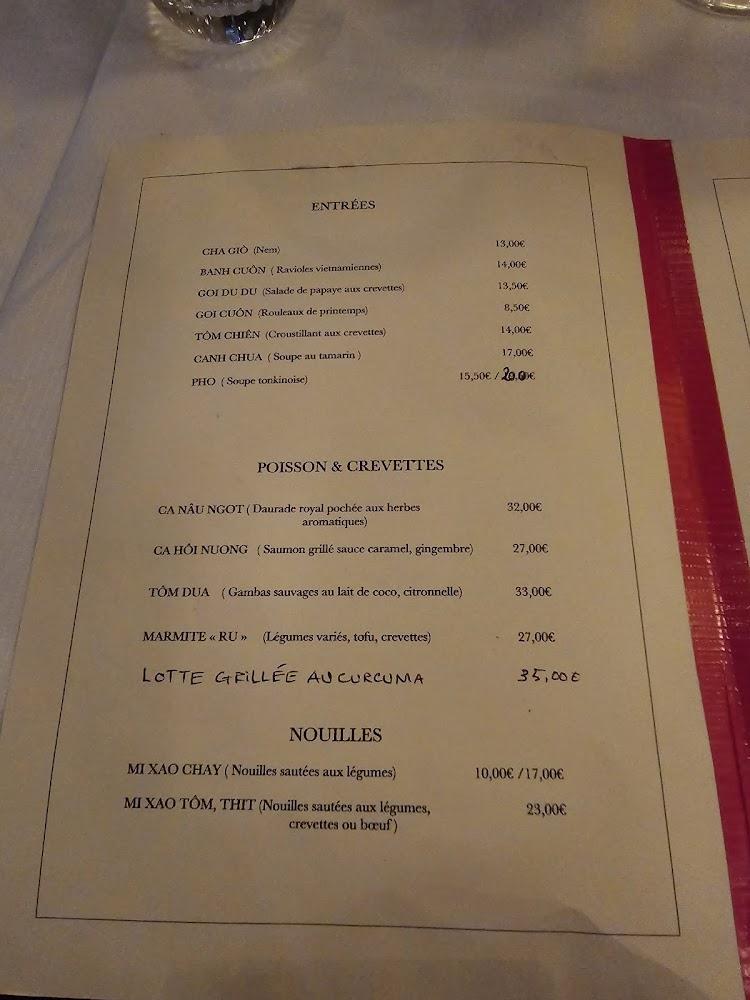 ENTRÉES
CHA GIÒ (Nem) 13,00€
BANH CUÔN ( Ravioles vietnamiennes) 14,00€
GOI DU DU (Salade de papaye aux crevettes) 13,50€
GOI CUÔN (Rouleaux de printemps) 8,50€
TÔM CHIÊN (Croustillant aux crevettes) 14,00€
CANH CHUA ( Soupe au tamarin ) 17,00€
PHO ( Soupe tonkinoise) 15,50€ / 20,00€
POISSON & CREVETTES
CA NÂU NGOT ( Daurade royal pochée aux herbes 32,00€
aromatiques)
CA HÔI NUONG ( Saumon grillé sauce caramel, gingembre) 27,00€
TÔM DUA ( Gambas sauvages au lait de coco, citronnelle) 33,00€
MARMITE « RU » (Légumes variés, tofu, crevettes) 27,00€
LOTTE GRILLÉE AU CURCUMA 35,00€
NOUILLES
MI XAO CHAY ( Nouilles sautées aux légumes) 10,00€ / 17,00€
MI XAO TÔM, THIT (Nouilles sautées aux légumes, 23,00€
crevettes ou bœuf )